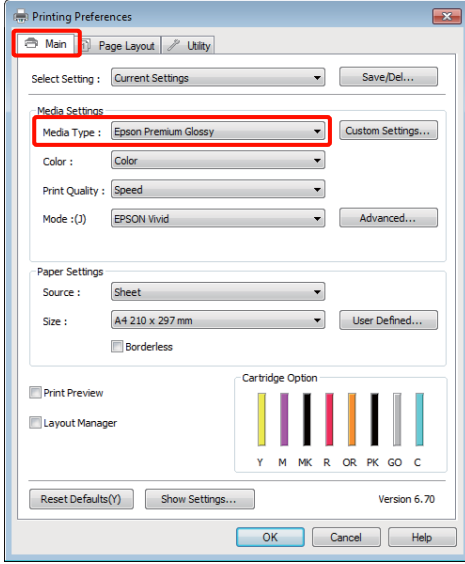 Printing Preferences
Main Page Layout Utility
Select Setting : Current Settings Save/Del...
Media Settings
Media Type : Epson Premium Glossy Custom Settings...
Color : Color
Print Quality : Speed
Mode :(J) EPSON Vivid Advanced...
Paper Settings
Source : Sheet
Size : A4 210 x 297 mm User Defined...
Borderless
Print Preview
Layout Manager
Cartridge Option
Y M MK R OR PK GO C
Reset Defaults(Y) Show Settings... Version 6.70
OK Cancel Help